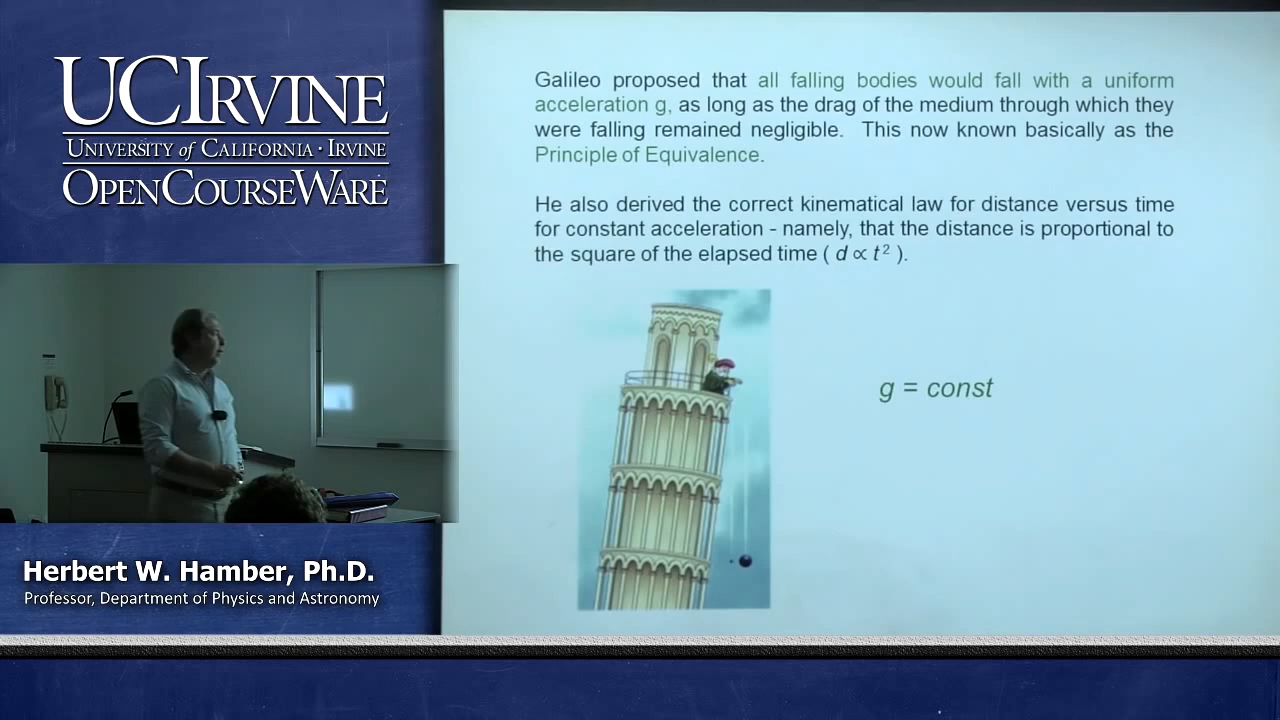 UCIRVINE
UNIVERSITY of CALIFORNIA · IRVINE
OPENCOURSEWARE
Galileo proposed that all falling bodies would fall with a uniform
acceleration g, as long as the drag of the medium through which they
were falling remained negligible. This now known basically as the
Principle of Equivalence.
He also derived the correct kinematical law for distance versus time
for constant acceleration - namely, that the distance is proportional to
the square of the elapsed time ( d ∝ t² ).
g = const
Herbert W. Hamber, Ph.D.
Professor, Department of Physics and Astronomy